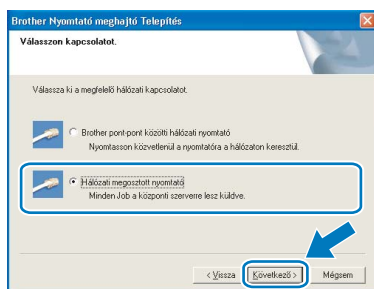 Brother Nyomtató meghajtó Telepítés
Válasszon kapcsolatot.
Válassza ki a megfelelő hálózati kapcsolatot.
Brother pont-pont közötti hálózati nyomtató
Nyomtasson közvetlenül a nyomtatóra a hálózaton keresztül.
Hálózati megosztott nyomtató
Minden Job a központi szerverre lesz küldve.
< Vissza
Következő >
Mégsem